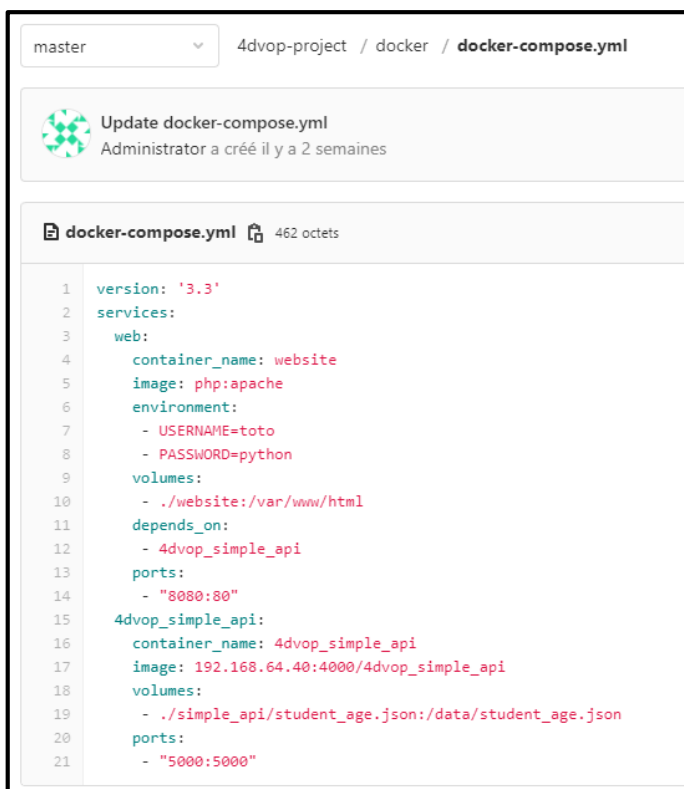 master
4dvop-project / docker / docker-compose.yml
Update docker-compose.yml
Administrator a créé il y a 2 semaines
docker-compose.yml 462 octets
1 version: '3.3'
2 services:
3   web:
4     container_name: website
5     image: php:apache
6     environment:
7      - USERNAME=toto
8      - PASSWORD=python
9     volumes:
10      - ./website:/var/www/html
11     depends_on:
12      - 4dvop_simple_api
13     ports:
14      - "8080:80"
15   4dvop_simple_api:
16     container_name: 4dvop_simple_api
17     image: 192.168.64.40:4000/4dvop_simple_api
18     volumes:
19      - ./simple_api/student_age.json:/data/student_age.json
20     ports:
21      - "5000:5000"